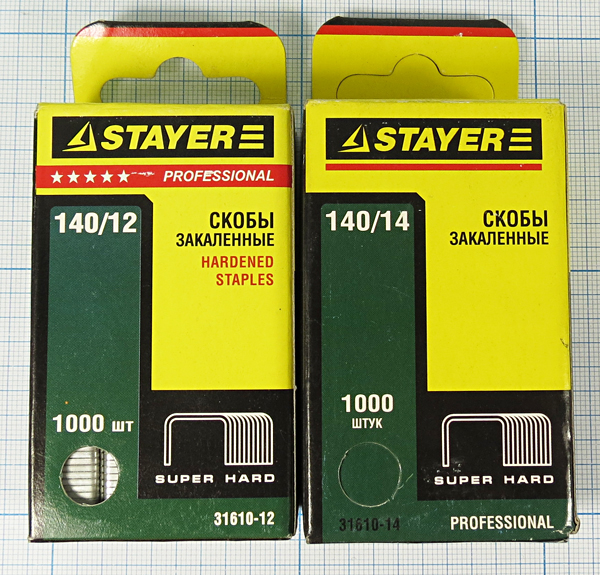 STAYER
PROFESSIONAL
140/12
СКОБЫ
ЗАКАЛЕННЫЕ
HARDENED
STAPLES
1000 шт
SUPER HARD
31610-12
STAYER
140/14
СКОБЫ
ЗАКАЛЕННЫЕ
1000
ШТУК
SUPER HARD
31610-14
PROFESSIONAL